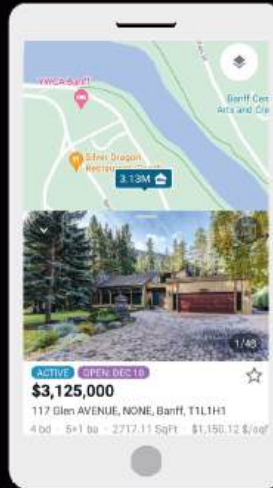 YWCA Banff
Banff Cen
Arts and Cre
Silver Dragon
Restaurant
3.13M
1/48
ACTIVE OPEN: DEC 10
$3,125,000
117 Glen AVENUE, NONE, Banff, T1L1H1
4 bd · 5+1 ba · 2717.11 SqFt · $1,150.12 $/sqf